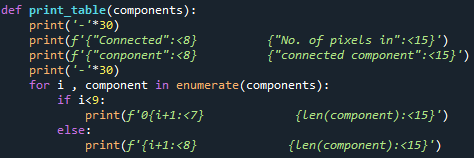 def print_table(components):
    print('-'*30)
    print(f'{"Connected":<8}          {"No. of pixels in":<15}')
    print(f'{"conponent":<8}          {"connected component":<15}')
    print('-'*30)
    for i , component in enumerate(components):
        if i<9:
            print(f'0{i+1:<7}             {len(component):<15}')
        else:
            print(f'{i+1:<8}             {len(component):<15}')